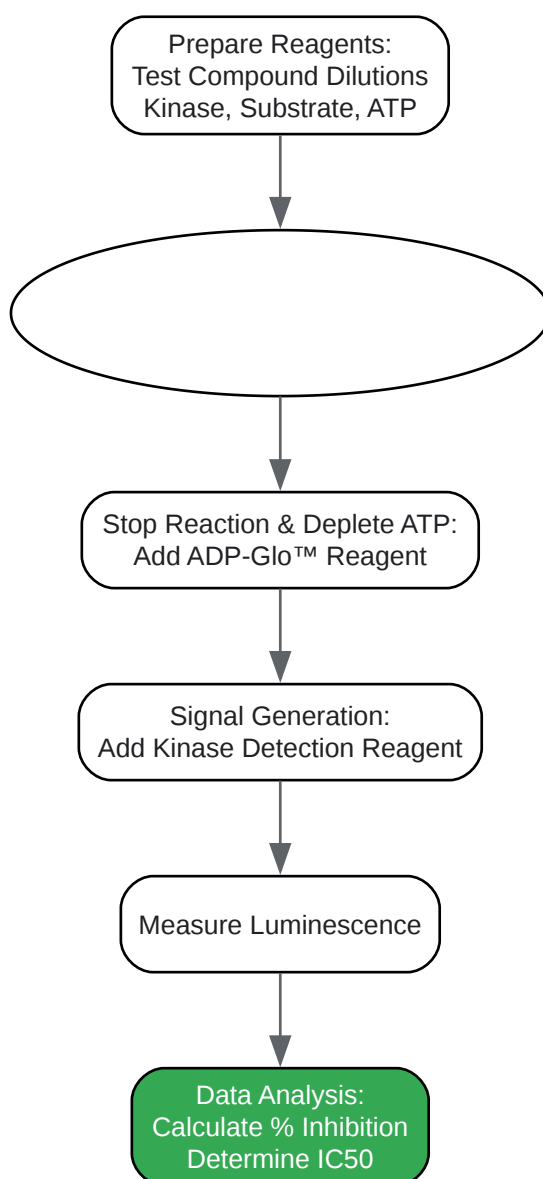 Prepare Reagents:
Test Compound Dilutions
Kinase, Substrate, ATP
Stop Reaction & Deplete ATP:
Add ADP-Glo™ Reagent
Signal Generation:
Add Kinase Detection Reagent
Measure Luminescence
Data Analysis:
Calculate % Inhibition
Determine IC50